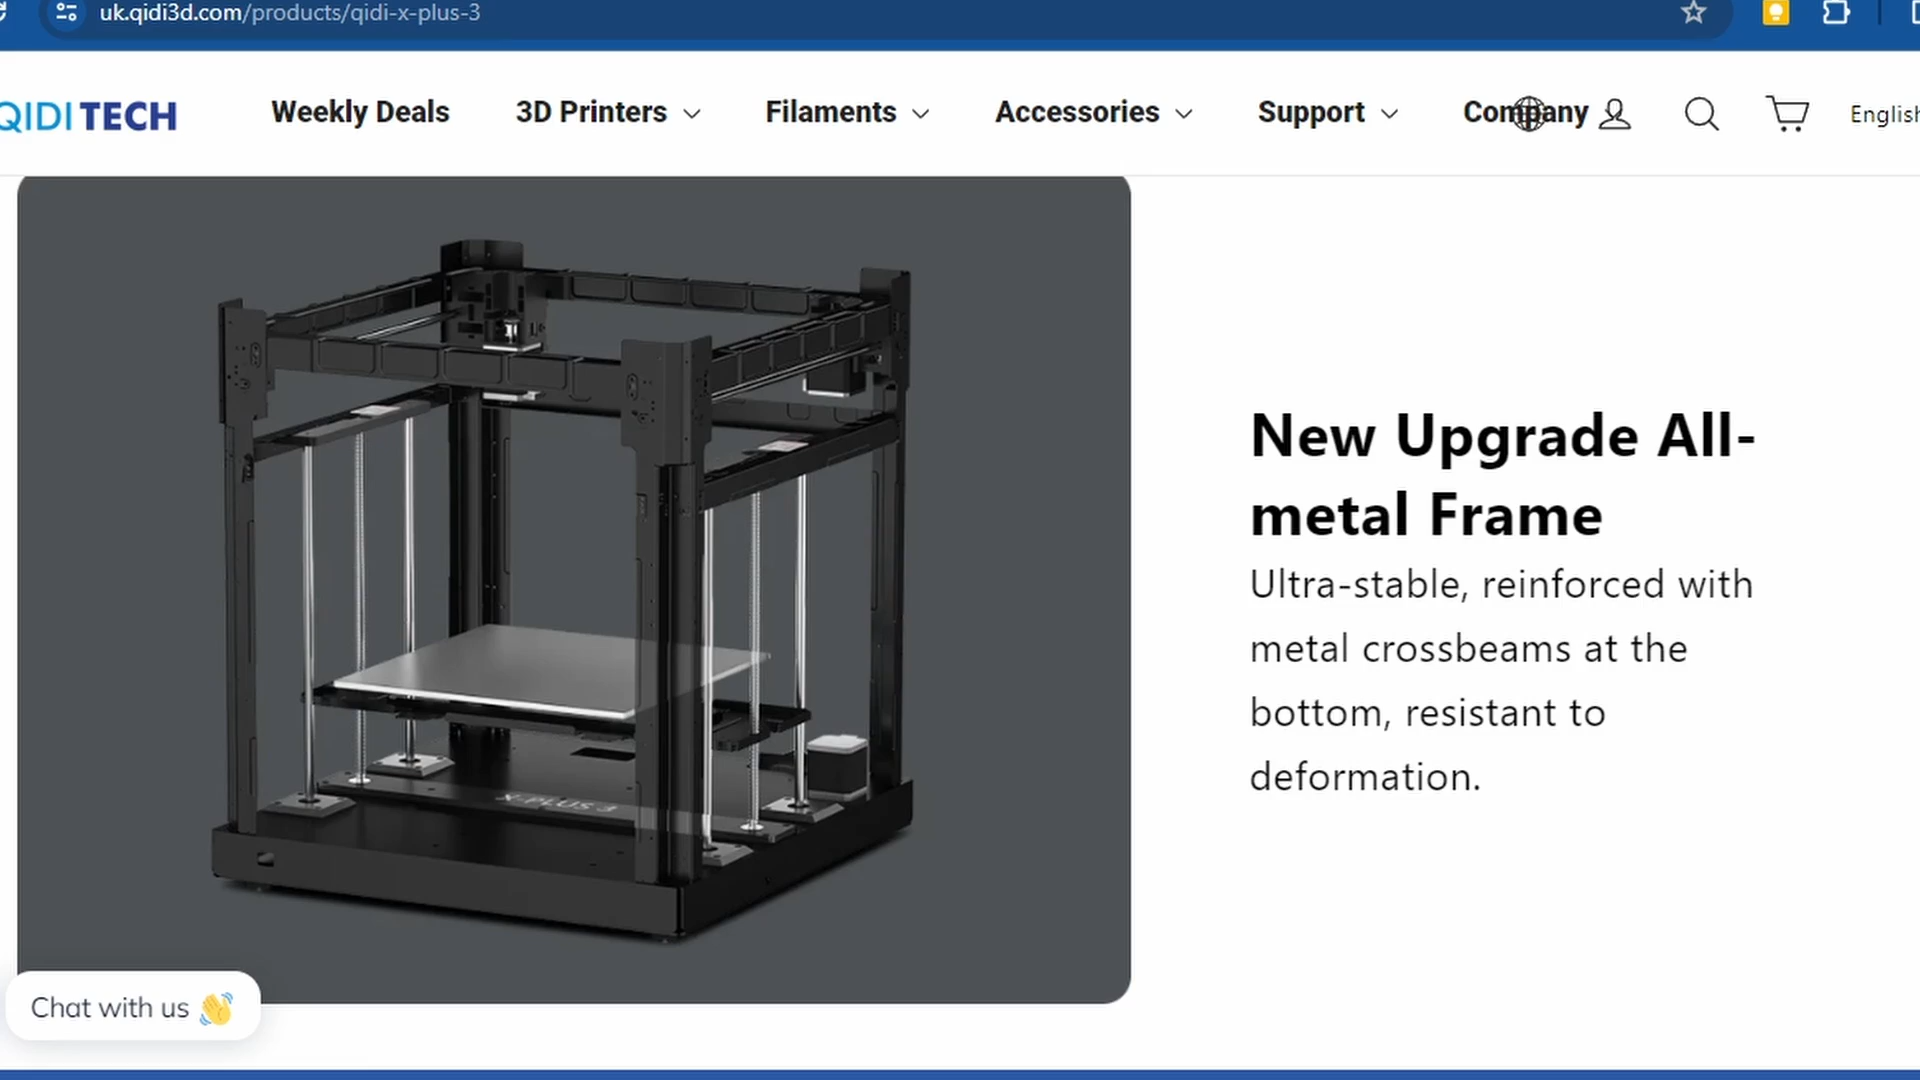 uk.qidi3d.com/products/qidi-x-plus-3
QIDI TECH
Weekly Deals
3D Printers
Filaments
Accessories
Support
Company
English
New Upgrade All-
metal Frame
Ultra-stable, reinforced with
metal crossbeams at the
bottom, resistant to
deformation.
X-PLUS 3
Chat with us